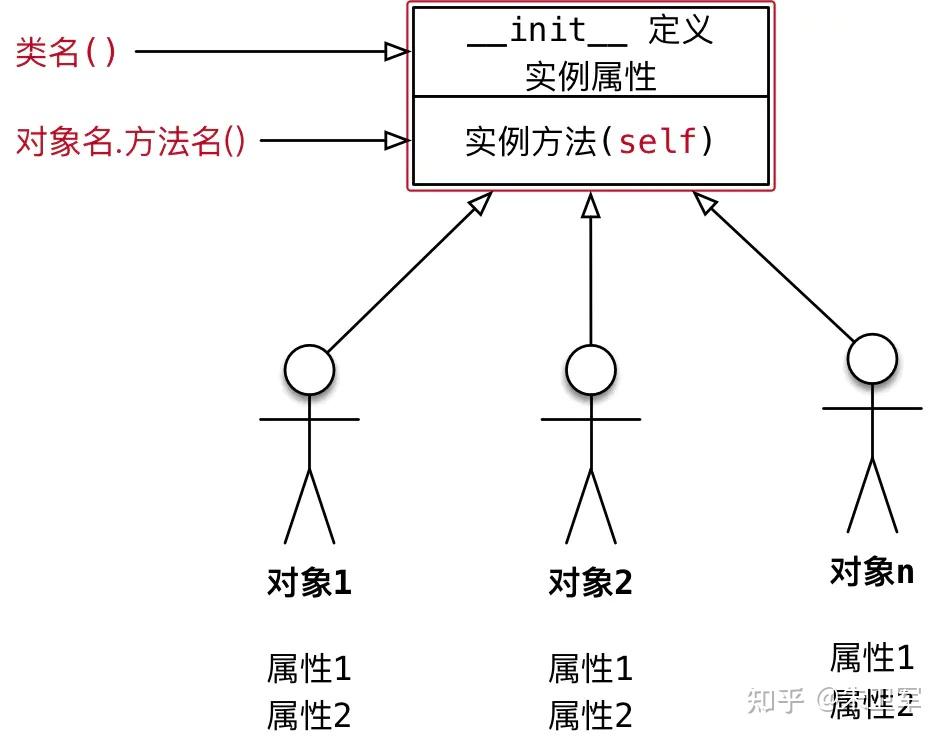 类名()
__init__ 定义
实例属性
对象名.方法名()
实例方法(self)
对象1
对象2
对象n
属性1
属性2
属性1
属性2
属性1
属性2
知乎